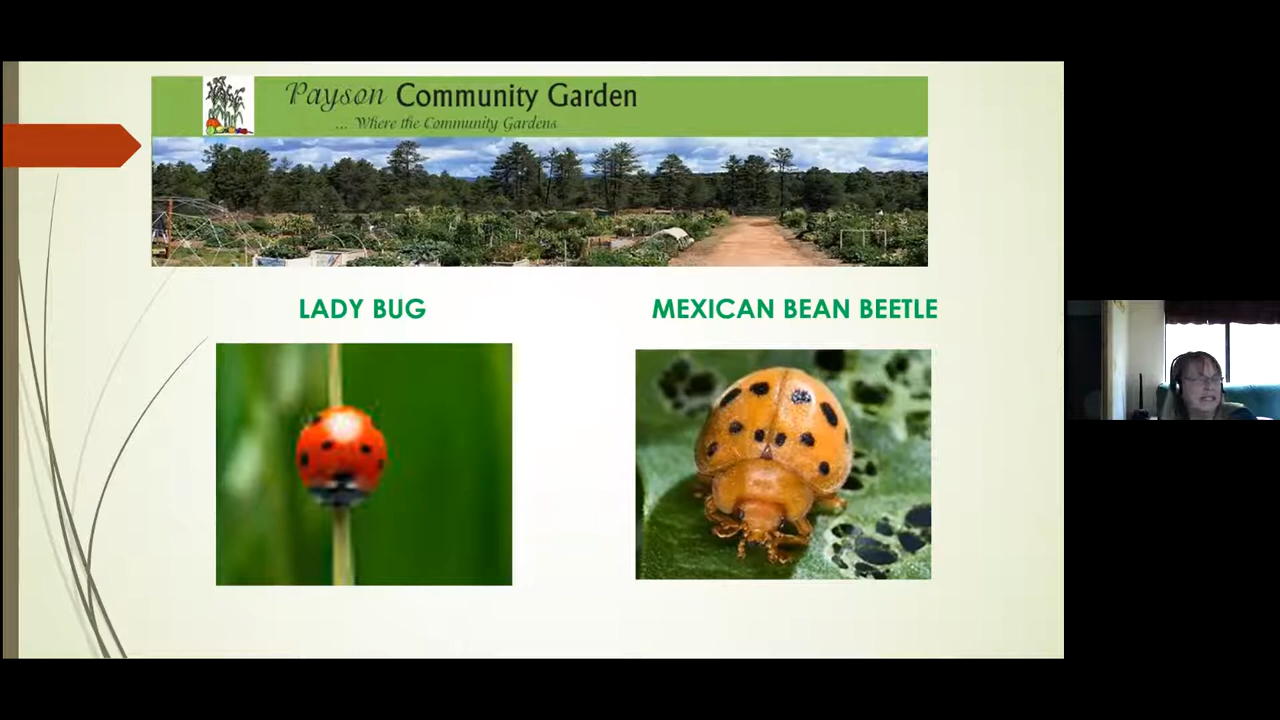 Payson Community Garden
... Where the Community Gardens
LADY BUG
MEXICAN BEAN BEETLE